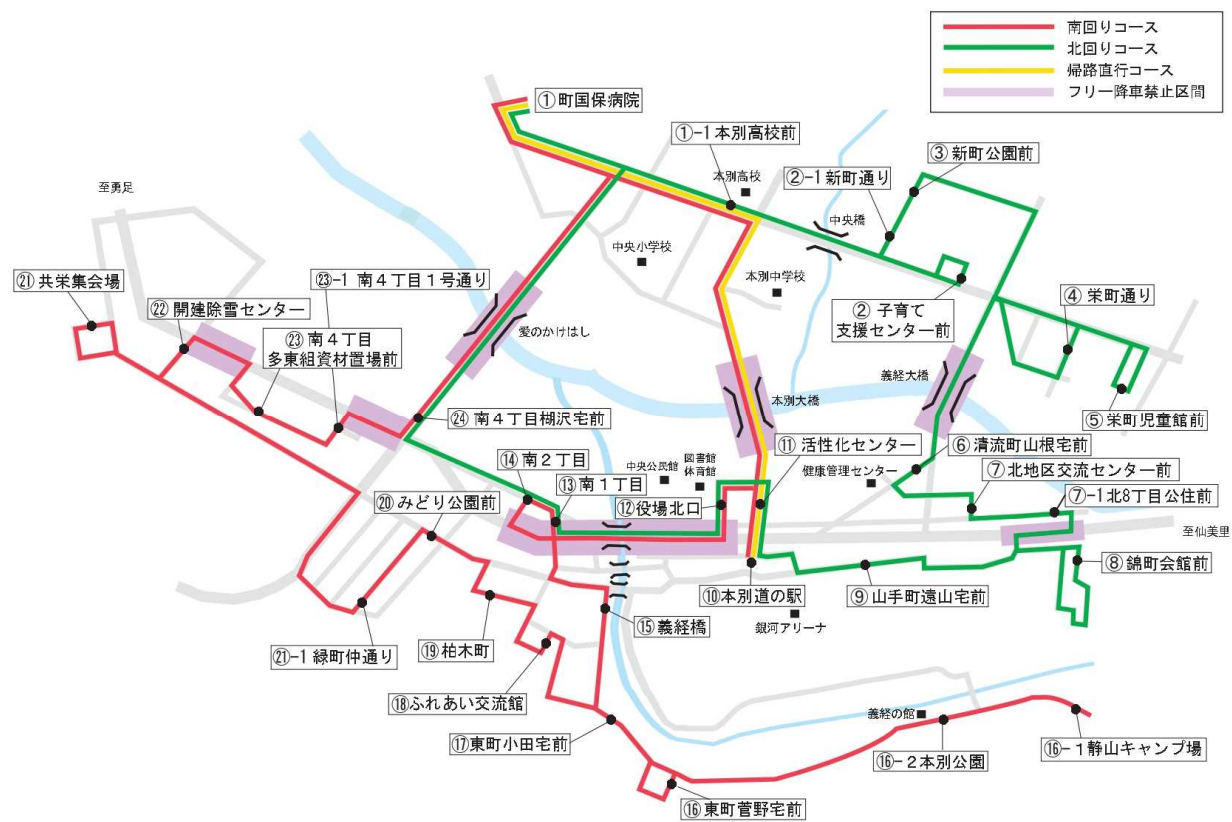 南回りコース
北回りコース
帰路直行コース
フリー降車禁止区間
①町国保病院
①-1本別高校前
③新町公園前
②-1新町通り
本別高校
至勇足
中央橋
中央小学校
㉑共栄集会場
㉓-1 南4丁目1号通り
本別中学校
②子育て
支援センター前
④栄町通り
㉒開建除雪センター
㉓南4丁目
多東組資材置場前
愛のかけはし
義経大橋
本別大橋
⑤栄町児童館前
㉔南4丁目楜沢宅前
⑪活性化センター
⑥清流町山根宅前
⑭南2丁目
⑬南1丁目
中央公民館
図書館
体育館
健康管理センター
⑦北地区交流センター前
⑳みどり公園前
⑫役場北口
⑦-1北8丁目公住前
至仙美里
⑧錦町会館前
⑩本別道の駅
⑨山手町遠山宅前
銀河アリーナ
⑮義経橋
⑲柏木町
㉑-1緑町仲通り
⑱ふれあい交流館
⑰東町小田宅前
義経の館
⑯-1静山キャンプ場
⑯-2本別公園
⑯東町菅野宅前